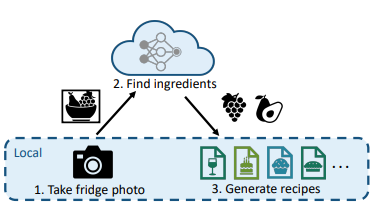 2. Find ingredients
Local
1. Take fridge photo
3. Generate recipes
...